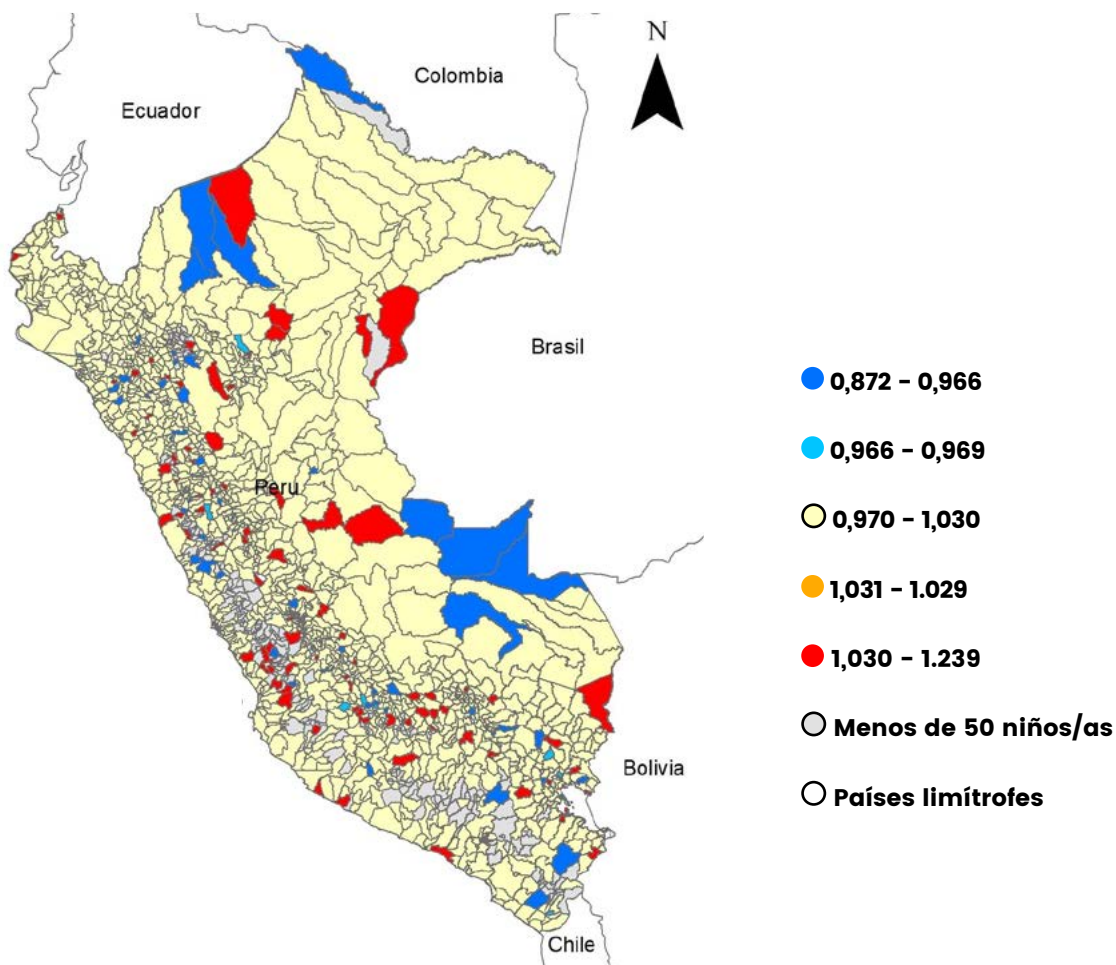 N
Colombia
Ecuador
Brasil
Peru
Bolivia
Chile
0,872 - 0,966
0,966 - 0,969
0,970 - 1,030
1,031 - 1.029
1,030 - 1.239
Menos de 50 niños/as
Países limítrofes